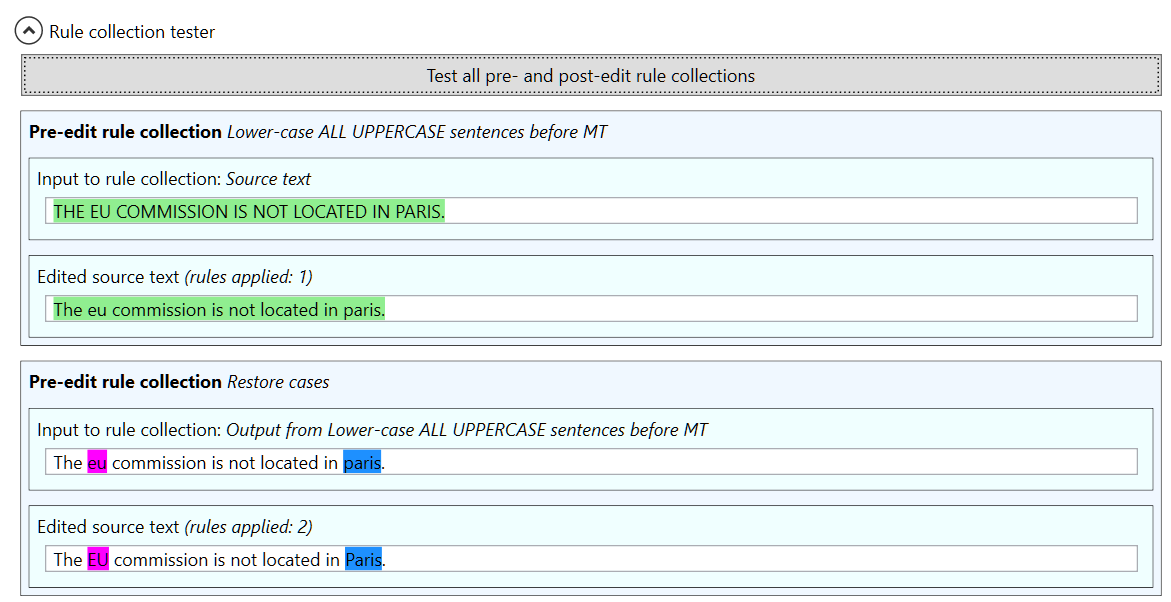 Rule collection tester
Test all pre- and post-edit rule collections
Pre-edit rule collection Lower-case ALL UPPERCASE sentences before MT
Input to rule collection: Source text
THE EU COMMISSION IS NOT LOCATED IN PARIS.
Edited source text (rules applied: 1)
The eu commission is not located in paris.
Pre-edit rule collection Restore cases
Input to rule collection: Output from Lower-case ALL UPPERCASE sentences before MT
The eu commission is not located in paris.
Edited source text (rules applied: 2)
The EU commission is not located in Paris.